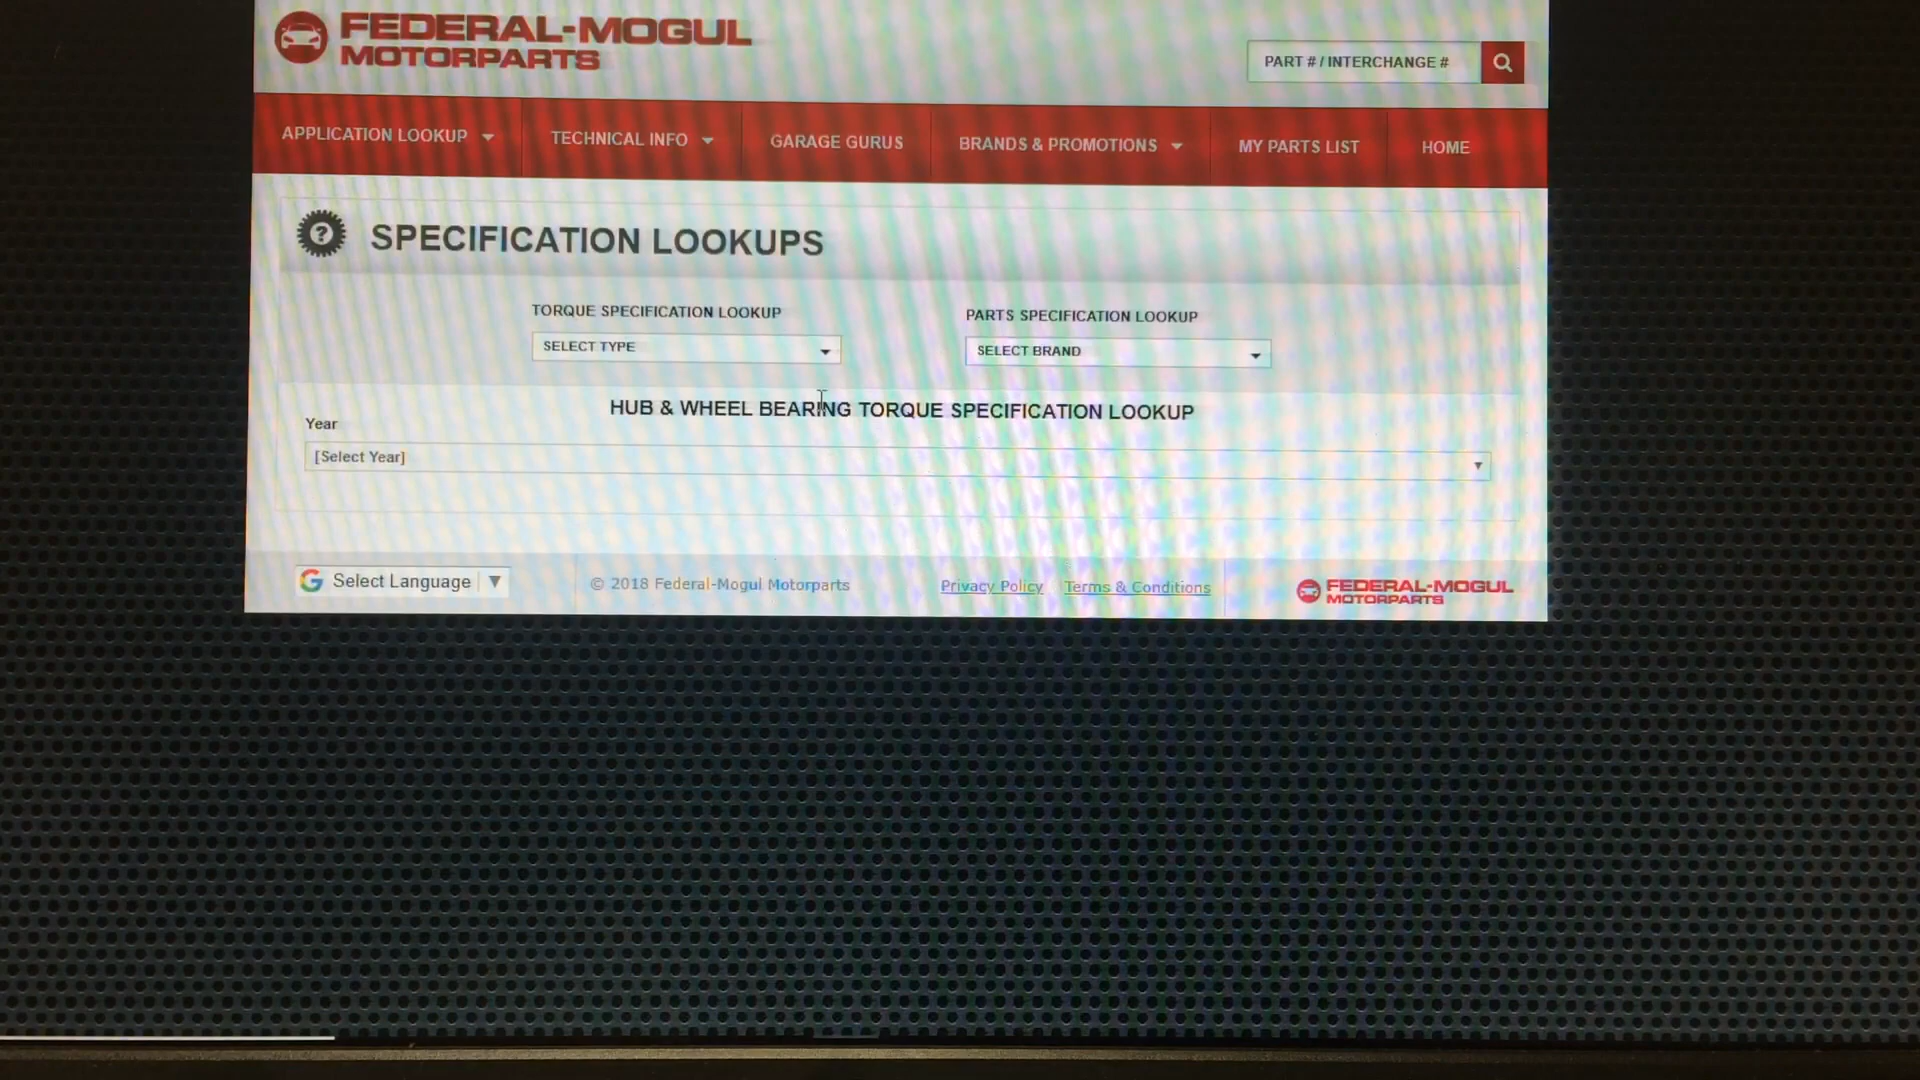 FEDERAL-MOGUL
MOTORPARTS
PART # / INTERCHANGE #
APPLICATION LOOKUP
TECHNICAL INFO
GARAGE GURUS
BRANDS & PROMOTIONS
MY PARTS LIST
HOME
?
SPECIFICATION LOOKUPS
TORQUE SPECIFICATION LOOKUP
SELECT TYPE
PARTS SPECIFICATION LOOKUP
SELECT BRAND
HUB & WHEEL BEARING TORQUE SPECIFICATION LOOKUP
Year
[Select Year]
G Select Language
© 2018 Federal-Mogul Motorparts
Privacy Policy
Terms & Conditions
FEDERAL-MOGUL
MOTORPARTS